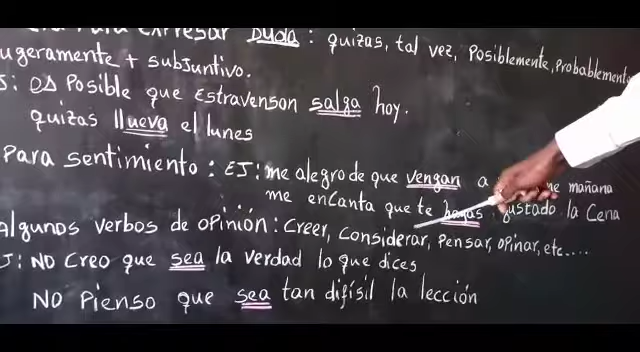 para expresar DUDA: quizas, tal vez, Posiblemente, Probablemente
ugeramente + subjuntivo.
J: Posible que Estravenson salga hoy.
quizas llueva el lunes
Para sentimiento: EJ: me alegro de que vengan a mañana
me encanta que te hayas gustado la Cena
Algunos verbos de opinión: Creer, Considerar, Pensar, opinar, etc....
J: NO Creo que sea la verdad lo que dices
NO Pienso que sea tan difísil la lección